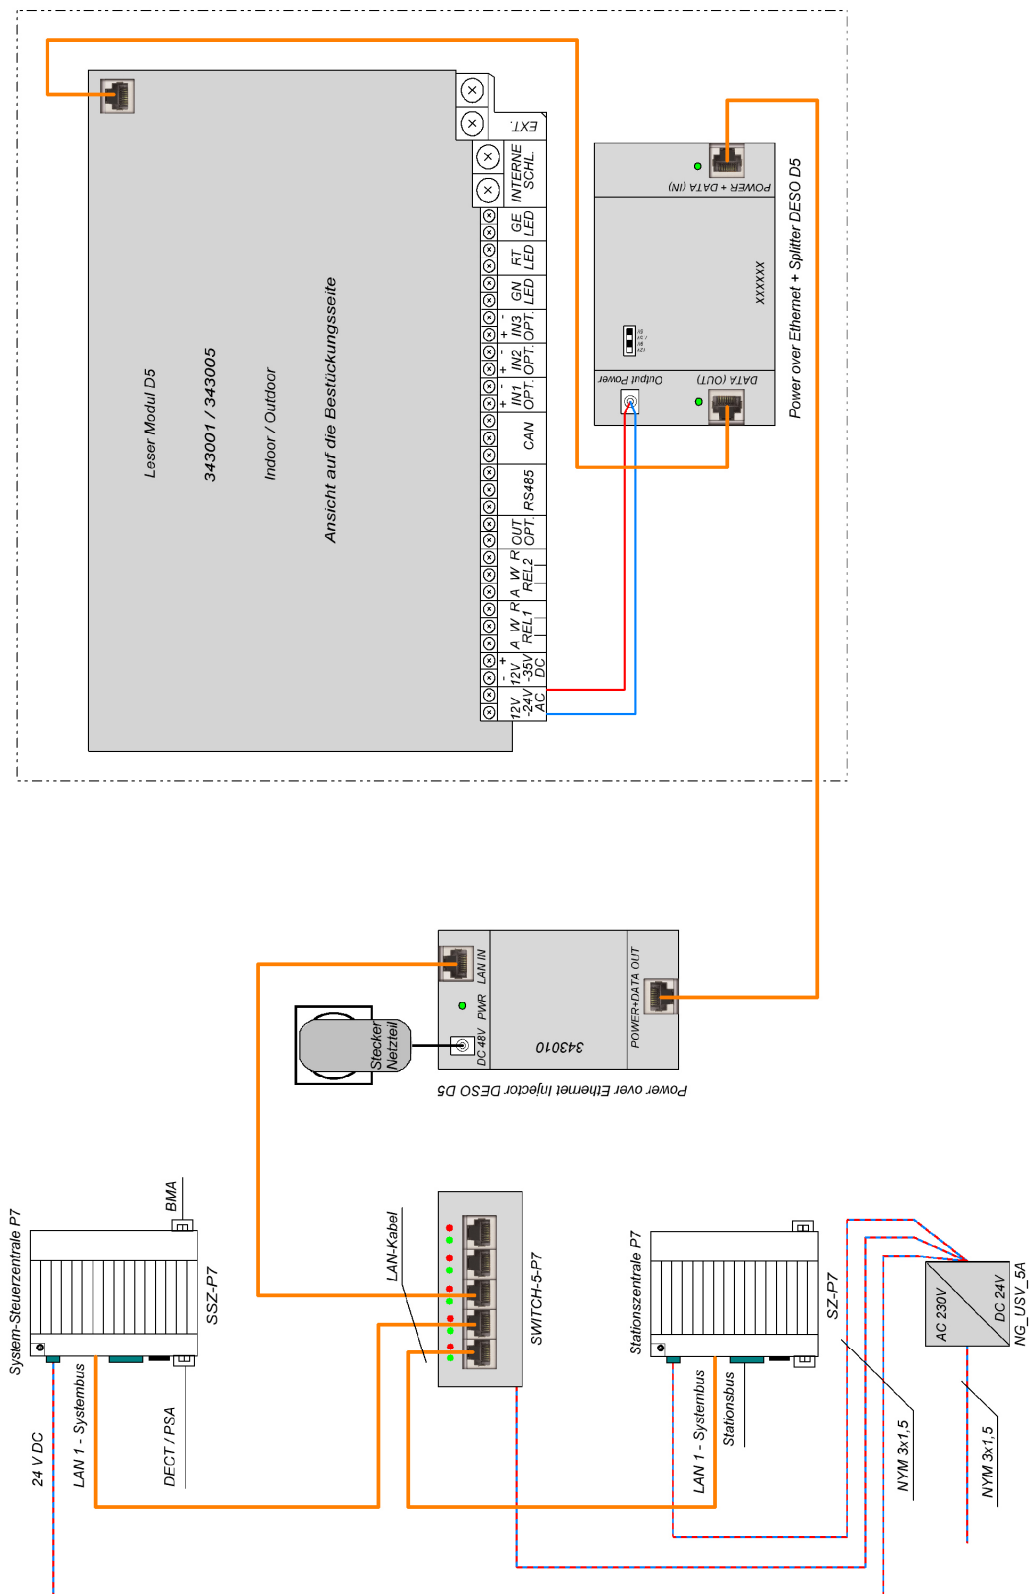 Leser Modul D5
343001 / 343005
Indoor / Outdoor
Ansicht auf die Bestückungsseite
EXT.
INTERNE
SCHL.
GE
LED
RT
LED
GN
LED
+ -
IN3
OPT.
+ -
IN2
OPT.
+ -
IN1
OPT.
CAN
RS485
OUT
OPT.
A W R
REL2
A W R
REL1
- +
12V
-35V
DC
12V
-24V
AC
POWER + DATA (IN)
XXXXXX
12V
9V
7.5V
5V
Output Power
DATA (OUT)
Power over Ethernet + Splitter DESO D5
LAN IN
PWR
DC 48V
343010
POWER+DATA OUT
Stecker
Netzteil
Power over Ethernet Injector DESO D5
System-Steuerzentrale P7
BMA
SSZ-P7
24 V DC
LAN 1 - Systembus
DECT / PSA
LAN-Kabel
SWITCH-5-P7
Stationszentrale P7
SZ-P7
LAN 1 - Systembus
Stationsbus
AC 230V
DC 24V
NG_USV_5A
NYM 3x1,5
NYM 3x1,5